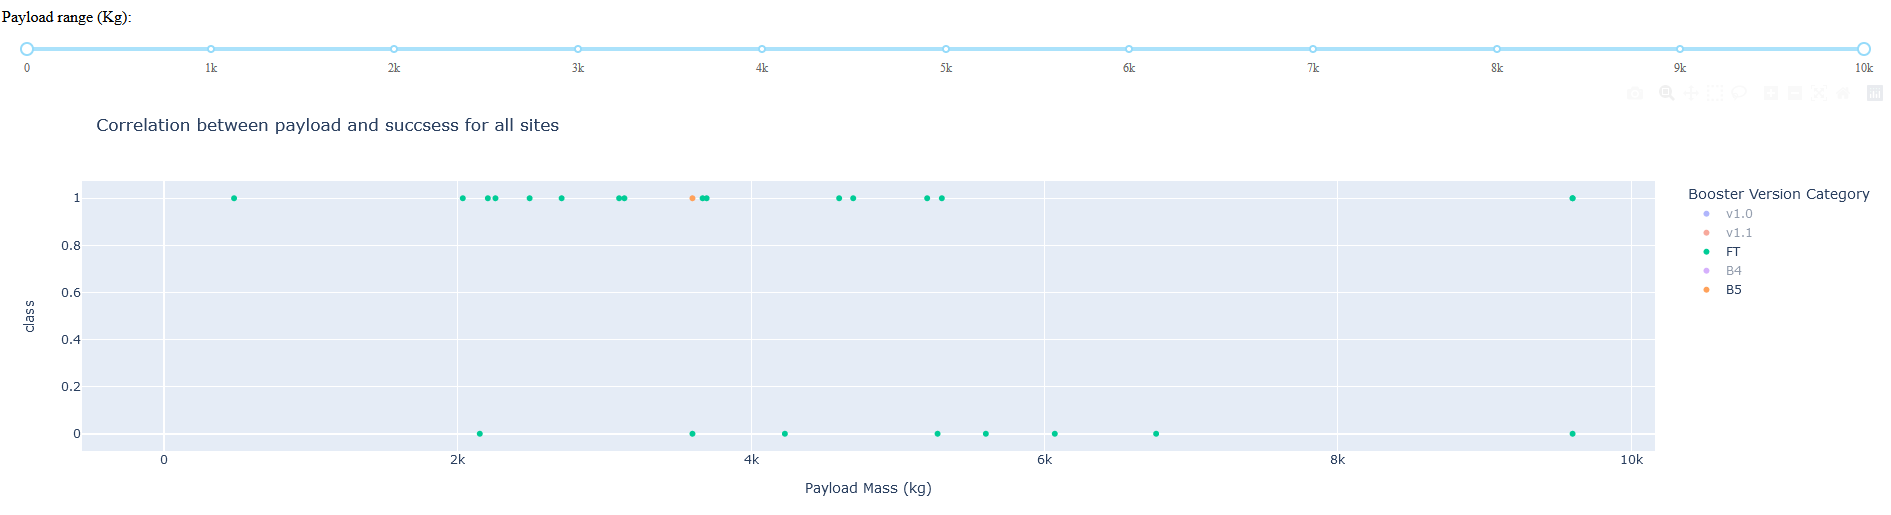 Payload range (Kg):
0 1k 2k 3k 4k 5k 6k 7k 8k 9k 10k
Correlation between payload and succsess for all sites
Booster Version Category
v1.0
v1.1
FT
B4
B5
class
1
0.8
0.6
0.4
0.2
0
0 2k 4k 6k 8k 10k
Payload Mass (kg)